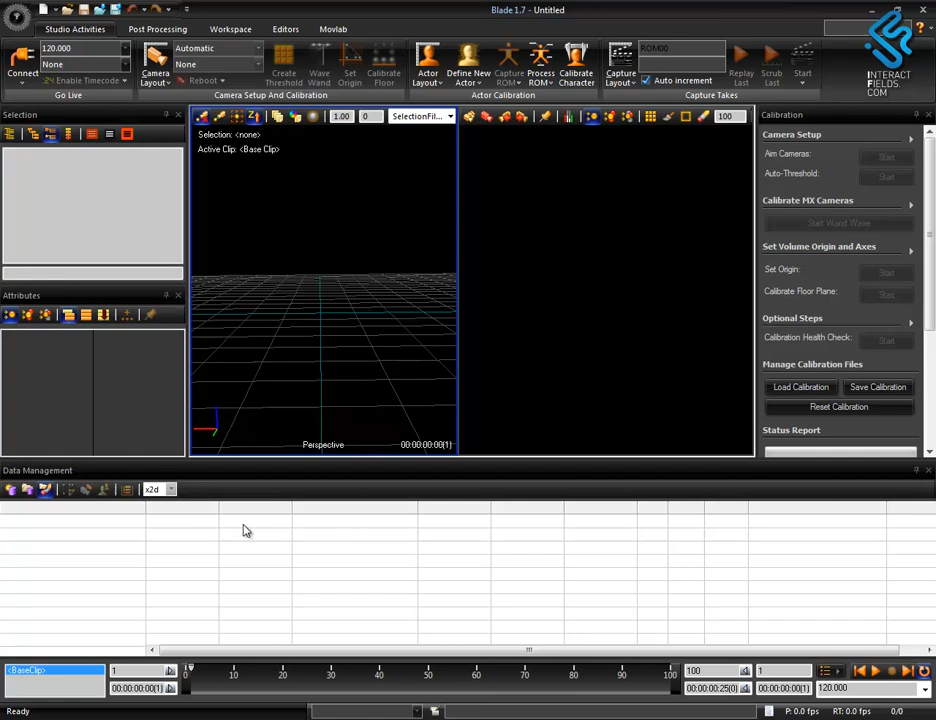 Blade 1.7 - Untitled
Studio Activities Post Processing Workspace Editors Movlab
Connect 120.000 None Enable Timecode
Go Live
Camera Layout Automatic None Reboot Create Threshold Wand Wave Set Origin Calibrate Floor
Camera Setup And Calibration
Actor Layout Define New Actor Capture ROM Process ROM Calibrate Character
Actor Calibration
Capture Layout ROM00 Auto increment Replay Last Scrub Last Start
Capture Takes
INTERACT
FIELDS.
COM
Selection
1.00 0 SelectionFil... 100
Selection: <none>
Active Clip: <Base Clip>
Attributes
Perspective 00:00:00:00(1)
Calibration
Camera Setup
Aim Cameras: Start
Auto-Threshold: Start
Calibrate MX Cameras
Start Wand Wave
Set Volume Origin and Axes
Set Origin: Start
Calibrate Floor Plane: Start
Optional Steps
Calibration Health Check: Start
Manage Calibration Files
Load Calibration Save Calibration
Reset Calibration
Status Report
Data Management
x2d
<BaseClip> 1 0 10 20 30 40 50 60 70 80 90 100 100 1
00:00:00:00(1) 00:00:00:25(0) 00:00:00:00(1) 120.000
Ready P: 0.0 fps RT: 0.0 fps 0/0